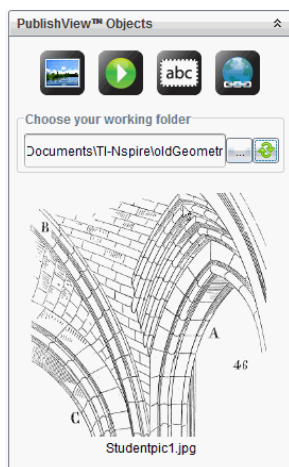 PublishView™ Objects
abc
Choose your working folder
Documents\TI-Nspire\oldGeometr
...
B
A
46
C
Studentpic1.jpg